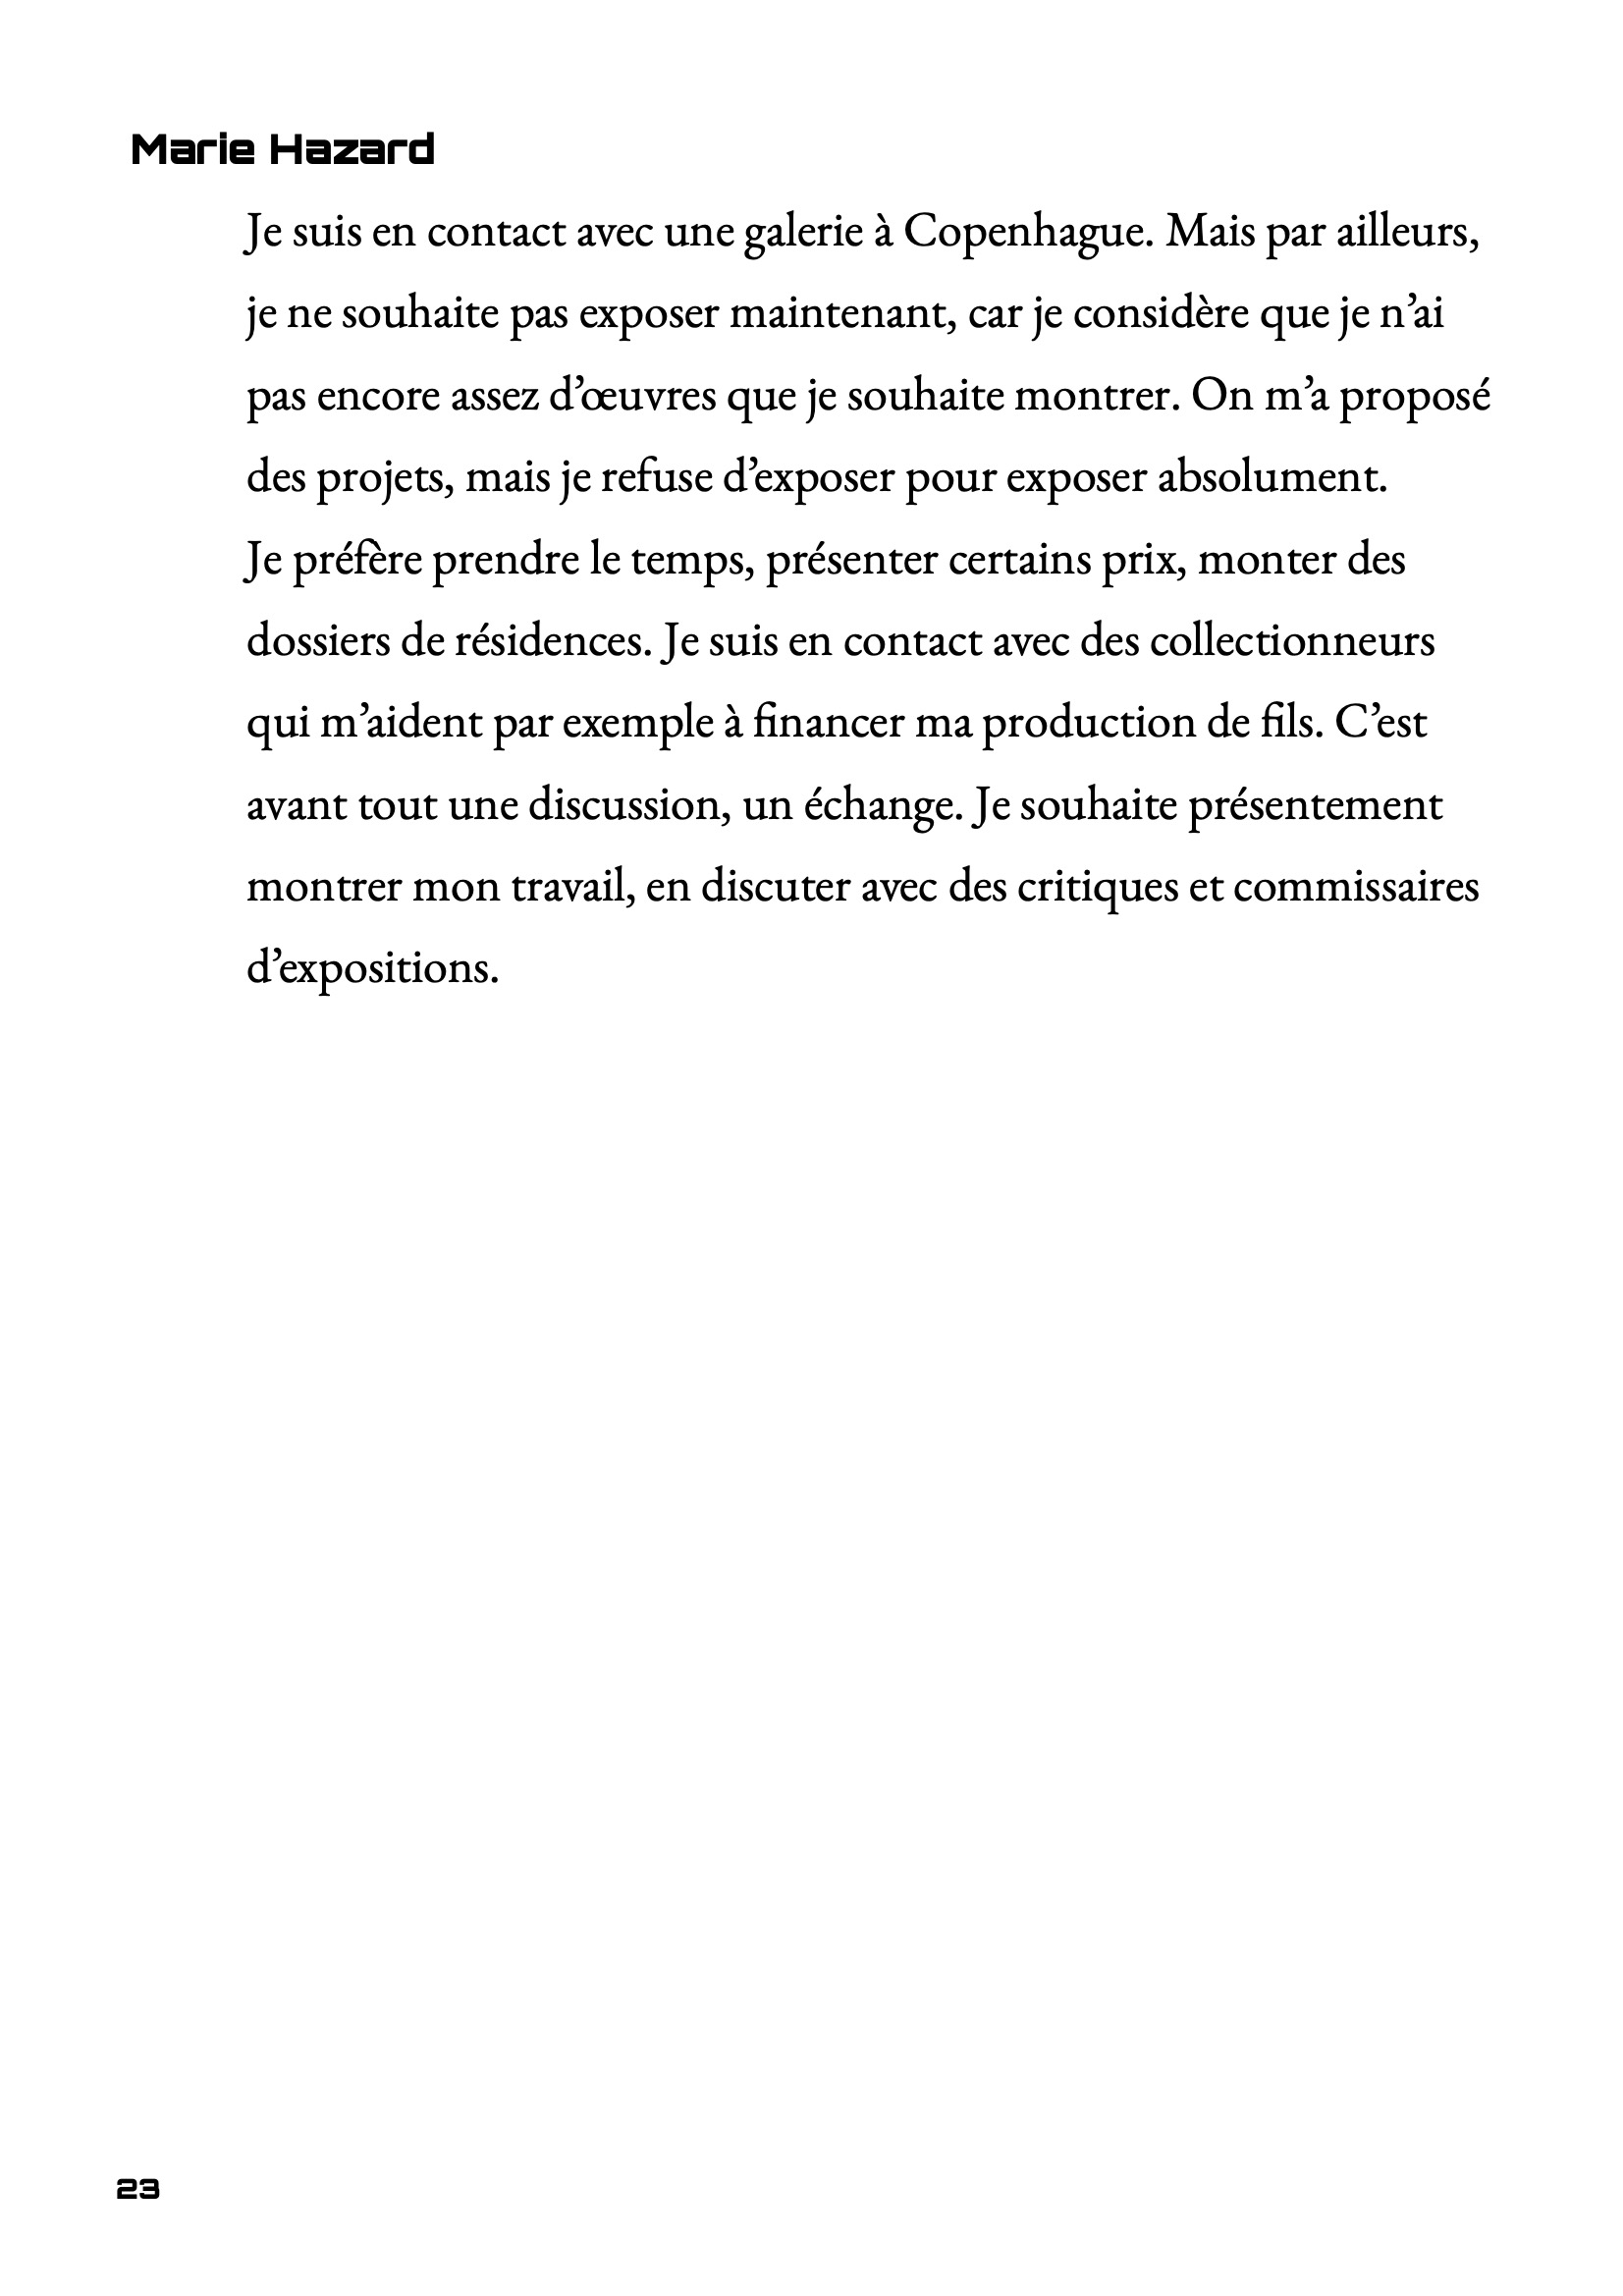 Marie Hazard
Je suis en contact avec une galerie à Copenhague. Mais par ailleurs,
je ne souhaite pas exposer maintenant, car je considère que je n’ai
pas encore assez d’œuvres que je souhaite montrer. On m’a proposé
des projets, mais je refuse d’exposer pour exposer absolument.
Je préfère prendre le temps, présenter certains prix, monter des
dossiers de résidences. Je suis en contact avec des collectionneurs
qui m’aident par exemple à financer ma production de fils. C’est
avant tout une discussion, un échange. Je souhaite présentement
montrer mon travail, en discuter avec des critiques et commissaires
d’expositions.
23